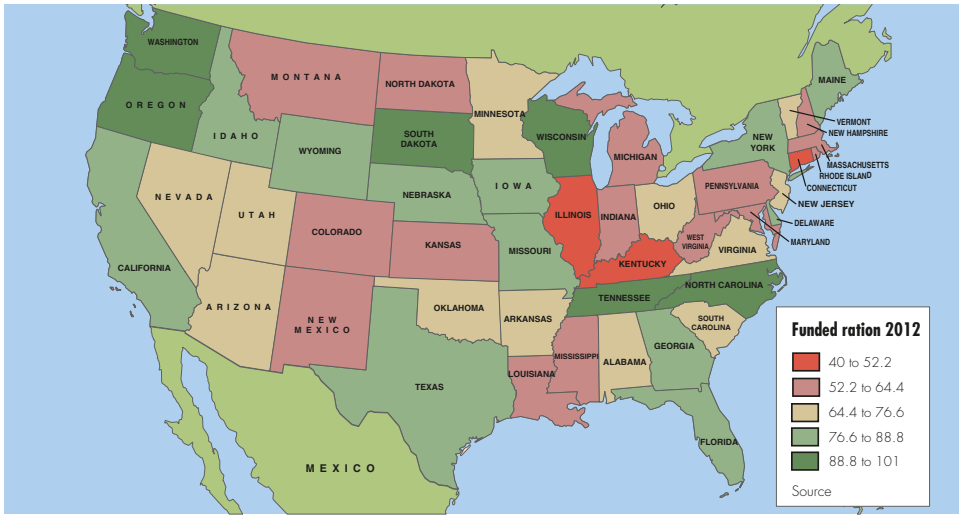 WASHINGTON
MONTANA
NORTH DAKOTA
MINNESOTA
MAINE
OREGON
VERMONT
NEW HAMPSHIRE
IDAHO
SOUTH
DAKOTA
WISCONSIN
NEW
YORK
WYOMING
MICHIGAN
MASSACHUSETTS
RHODE ISLAND
CONNECTICUT
NEBRASKA
IOWA
PENNSYLVANIA
NEVADA
UTAH
ILLINOIS
INDIANA
OHIO
NEW JERSEY
DELAWARE
COLORADO
KANSAS
MISSOURI
WEST
VIRGINIA
VIRGINIA
MARYLAND
CALIFORNIA
KENTUCKY
NORTH CAROLINA
TENNESSEE
ARIZONA
NEW
MEXICO
OKLAHOMA
ARKANSAS
SOUTH
CAROLINA
MISSISSIPPI
ALABAMA
GEORGIA
LOUISIANA
TEXAS
FLORIDA
MEXICO
Funded ration 2012
40 to 52.2
52.2 to 64.4
64.4 to 76.6
76.6 to 88.8
88.8 to 101
Source